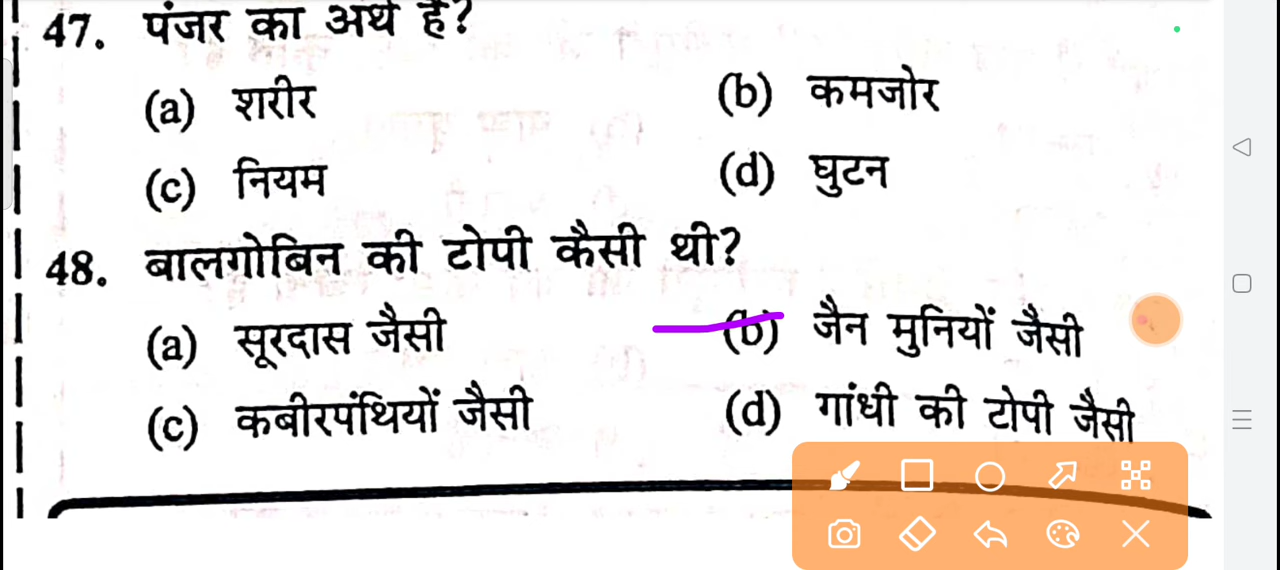 47. पंजर का अर्थ है?
(a) शरीर (b) कमजोर
(c) नियम (d) घुटन
48. बालगोबिन की टोपी कैसी थी?
(a) सूरदास जैसी (b) जैन मुनियों जैसी
(c) कबीरपंथियों जैसी (d) गांधी की टोपी जैसी